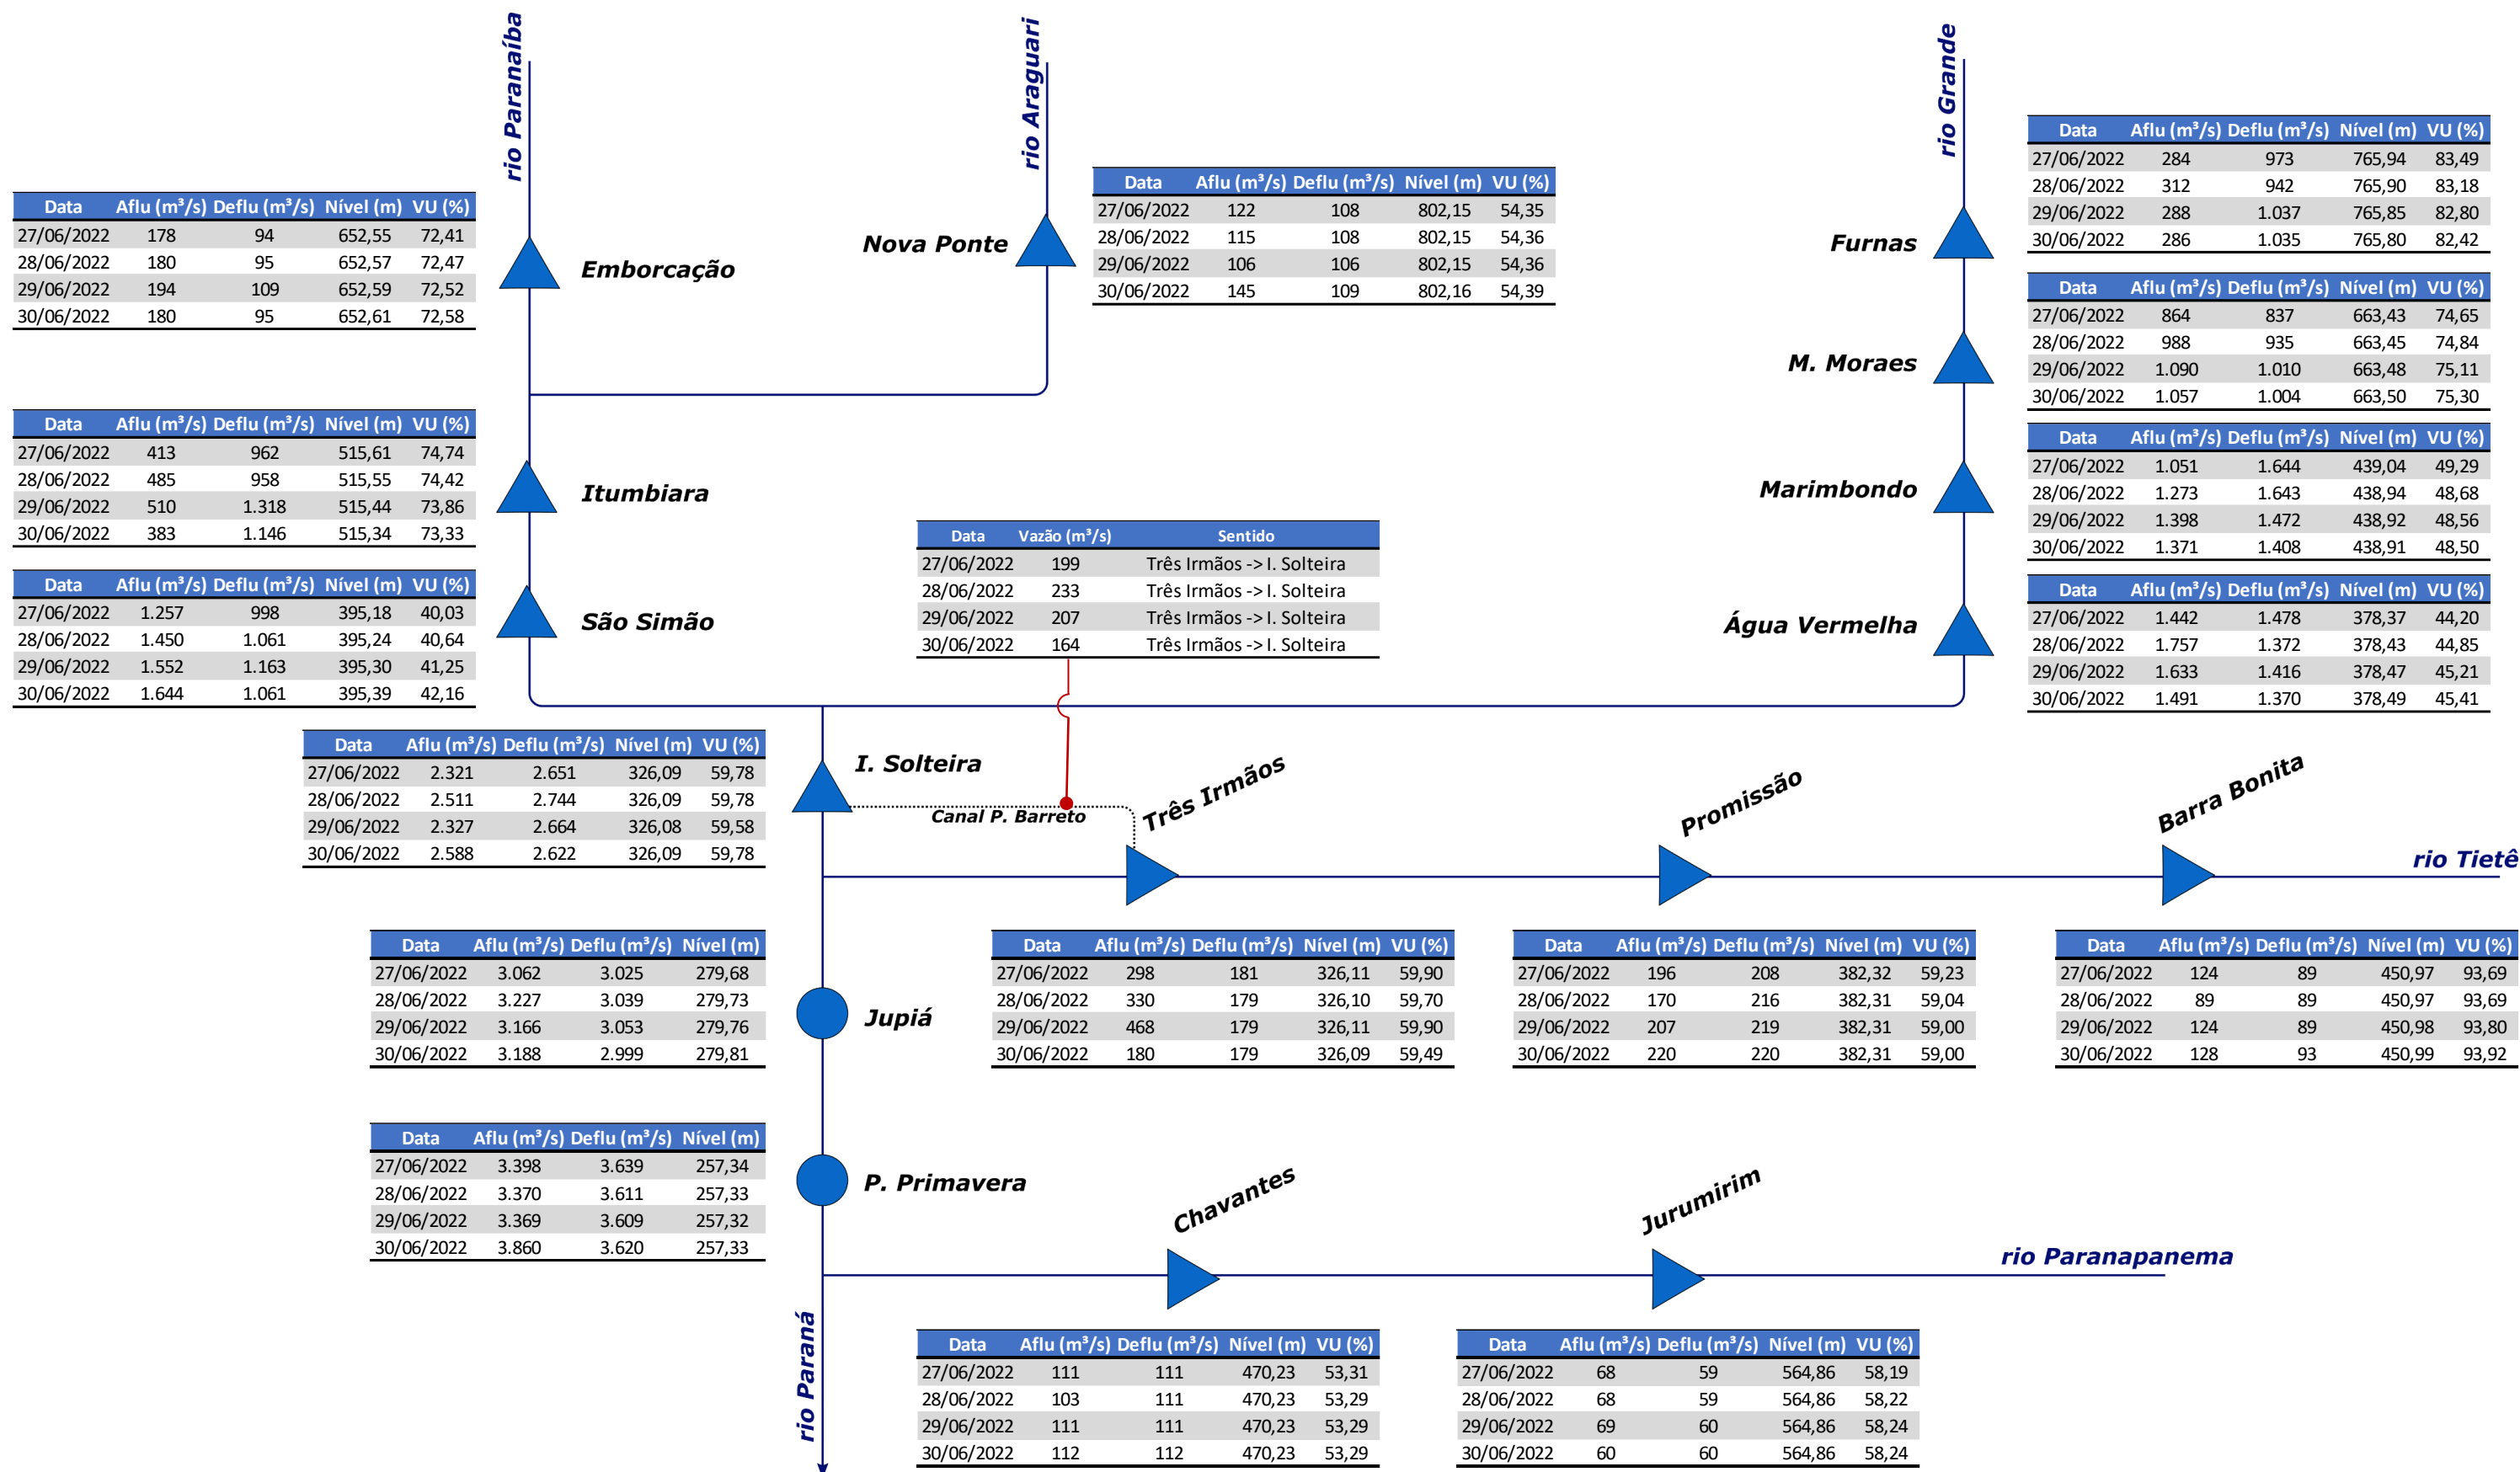 rio Paranaíba
rio Araguari
rio Grande
Data Aflu (m³/s) Deflu (m³/s) Nível (m) VU (%)
27/06/2022 284 973 765,94 83,49
28/06/2022 312 942 765,90 83,18
29/06/2022 288 1.037 765,85 82,80
30/06/2022 286 1.035 765,80 82,42
Furnas
Data Aflu (m³/s) Deflu (m³/s) Nível (m) VU (%)
27/06/2022 122 108 802,15 54,35
28/06/2022 115 108 802,15 54,36
29/06/2022 106 106 802,15 54,36
30/06/2022 145 109 802,16 54,39
Nova Ponte
Data Aflu (m³/s) Deflu (m³/s) Nível (m) VU (%)
27/06/2022 178 94 652,55 72,41
28/06/2022 180 95 652,57 72,47
29/06/2022 194 109 652,59 72,52
30/06/2022 180 95 652,61 72,58
Emborcação
Data Aflu (m³/s) Deflu (m³/s) Nível (m) VU (%)
27/06/2022 864 837 663,43 74,65
28/06/2022 988 935 663,45 74,84
29/06/2022 1.090 1.010 663,48 75,11
30/06/2022 1.057 1.004 663,50 75,30
M. Moraes
Data Aflu (m³/s) Deflu (m³/s) Nível (m) VU (%)
27/06/2022 413 962 515,61 74,74
28/06/2022 485 958 515,55 74,42
29/06/2022 510 1.318 515,44 73,86
30/06/2022 383 1.146 515,34 73,33
Itumbiara
Data Aflu (m³/s) Deflu (m³/s) Nível (m) VU (%)
27/06/2022 1.051 1.644 439,04 49,29
28/06/2022 1.273 1.643 438,94 48,68
29/06/2022 1.398 1.472 438,92 48,56
30/06/2022 1.371 1.408 438,91 48,50
Marimbondo
Data Vazão (m³/s) Sentido
27/06/2022 199 Três Irmãos -> I. Solteira
28/06/2022 233 Três Irmãos -> I. Solteira
29/06/2022 207 Três Irmãos -> I. Solteira
30/06/2022 164 Três Irmãos -> I. Solteira
Data Aflu (m³/s) Deflu (m³/s) Nível (m) VU (%)
27/06/2022 1.257 998 395,18 40,03
28/06/2022 1.450 1.061 395,24 40,64
29/06/2022 1.552 1.163 395,30 41,25
30/06/2022 1.644 1.061 395,39 42,16
São Simão
Data Aflu (m³/s) Deflu (m³/s) Nível (m) VU (%)
27/06/2022 1.442 1.478 378,37 44,20
28/06/2022 1.757 1.372 378,43 44,85
29/06/2022 1.633 1.416 378,47 45,21
30/06/2022 1.491 1.370 378,49 45,41
Água Vermelha
Data Aflu (m³/s) Deflu (m³/s) Nível (m) VU (%)
27/06/2022 2.321 2.651 326,09 59,78
28/06/2022 2.511 2.744 326,09 59,78
29/06/2022 2.327 2.664 326,08 59,58
30/06/2022 2.588 2.622 326,09 59,78
I. Solteira
Canal P. Barreto
Três Irmãos
Promissão
Barra Bonita
rio Tietê
Data Aflu (m³/s) Deflu (m³/s) Nível (m)
27/06/2022 3.062 3.025 279,68
28/06/2022 3.227 3.039 279,73
29/06/2022 3.166 3.053 279,76
30/06/2022 3.188 2.999 279,81
Jupiá
Data Aflu (m³/s) Deflu (m³/s) Nível (m) VU (%)
27/06/2022 298 181 326,11 59,90
28/06/2022 330 179 326,10 59,70
29/06/2022 468 179 326,11 59,90
30/06/2022 180 179 326,09 59,49
Data Aflu (m³/s) Deflu (m³/s) Nível (m) VU (%)
27/06/2022 196 208 382,32 59,23
28/06/2022 170 216 382,31 59,04
29/06/2022 207 219 382,31 59,00
30/06/2022 220 220 382,31 59,00
Data Aflu (m³/s) Deflu (m³/s) Nível (m) VU (%)
27/06/2022 124 89 450,97 93,69
28/06/2022 89 89 450,97 93,69
29/06/2022 124 89 450,98 93,80
30/06/2022 128 93 450,99 93,92
Data Aflu (m³/s) Deflu (m³/s) Nível (m)
27/06/2022 3.398 3.639 257,34
28/06/2022 3.370 3.611 257,33
29/06/2022 3.369 3.609 257,32
30/06/2022 3.860 3.620 257,33
P. Primavera
Chavantes
Jurumirim
rio Paranapanema
rio Paraná
Data Aflu (m³/s) Deflu (m³/s) Nível (m) VU (%)
27/06/2022 111 111 470,23 53,31
28/06/2022 103 111 470,23 53,29
29/06/2022 111 111 470,23 53,29
30/06/2022 112 112 470,23 53,29
Data Aflu (m³/s) Deflu (m³/s) Nível (m) VU (%)
27/06/2022 68 59 564,86 58,19
28/06/2022 68 59 564,86 58,22
29/06/2022 69 60 564,86 58,24
30/06/2022 60 60 564,86 58,24